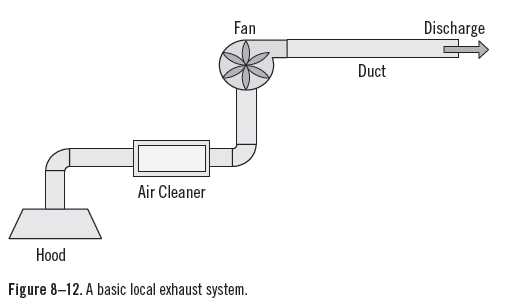 Fan
Discharge
Duct
Air Cleaner
Hood
Figure 8–12. A basic local exhaust system.